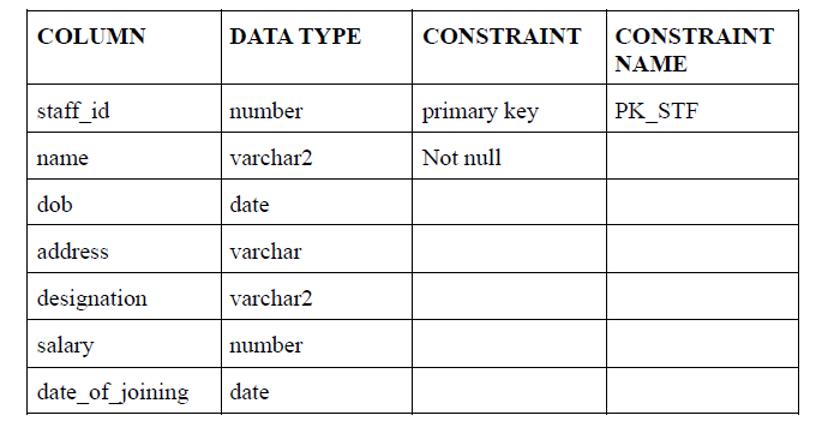 COLUMN DATA TYPE CONSTRAINT CONSTRAINT NAME
staff_id number primary key PK_STF
name varchar2 Not null
dob date
address varchar
designation varchar2
salary number
date_of_joining date